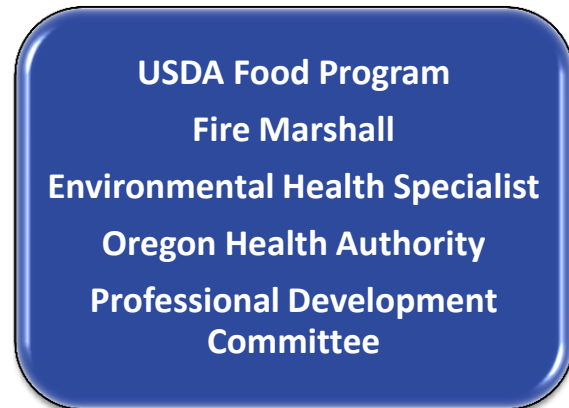 USDA Food Program
Fire Marshall
Environmental Health Specialist
Oregon Health Authority
Professional Development
Committee